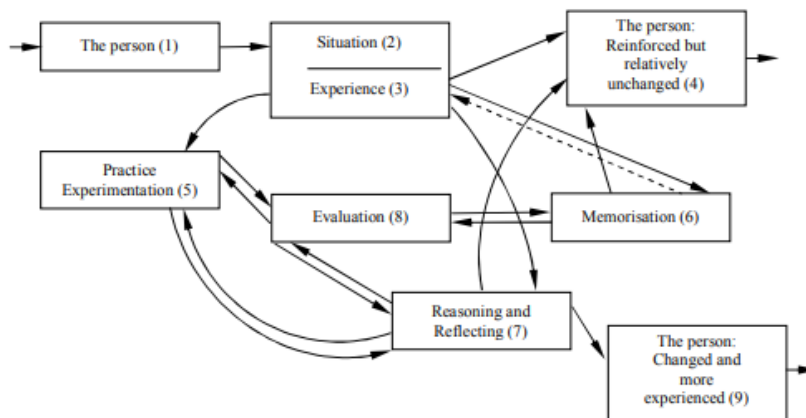 The person (1)
Situation (2)
Experience (3)
The person:
Reinforced but
relatively
unchanged (4)
Practice
Experimentation (5)
Evaluation (8)
Memorisation (6)
Reasoning and
Reflecting (7)
The person:
Changed and
more
experienced (9)